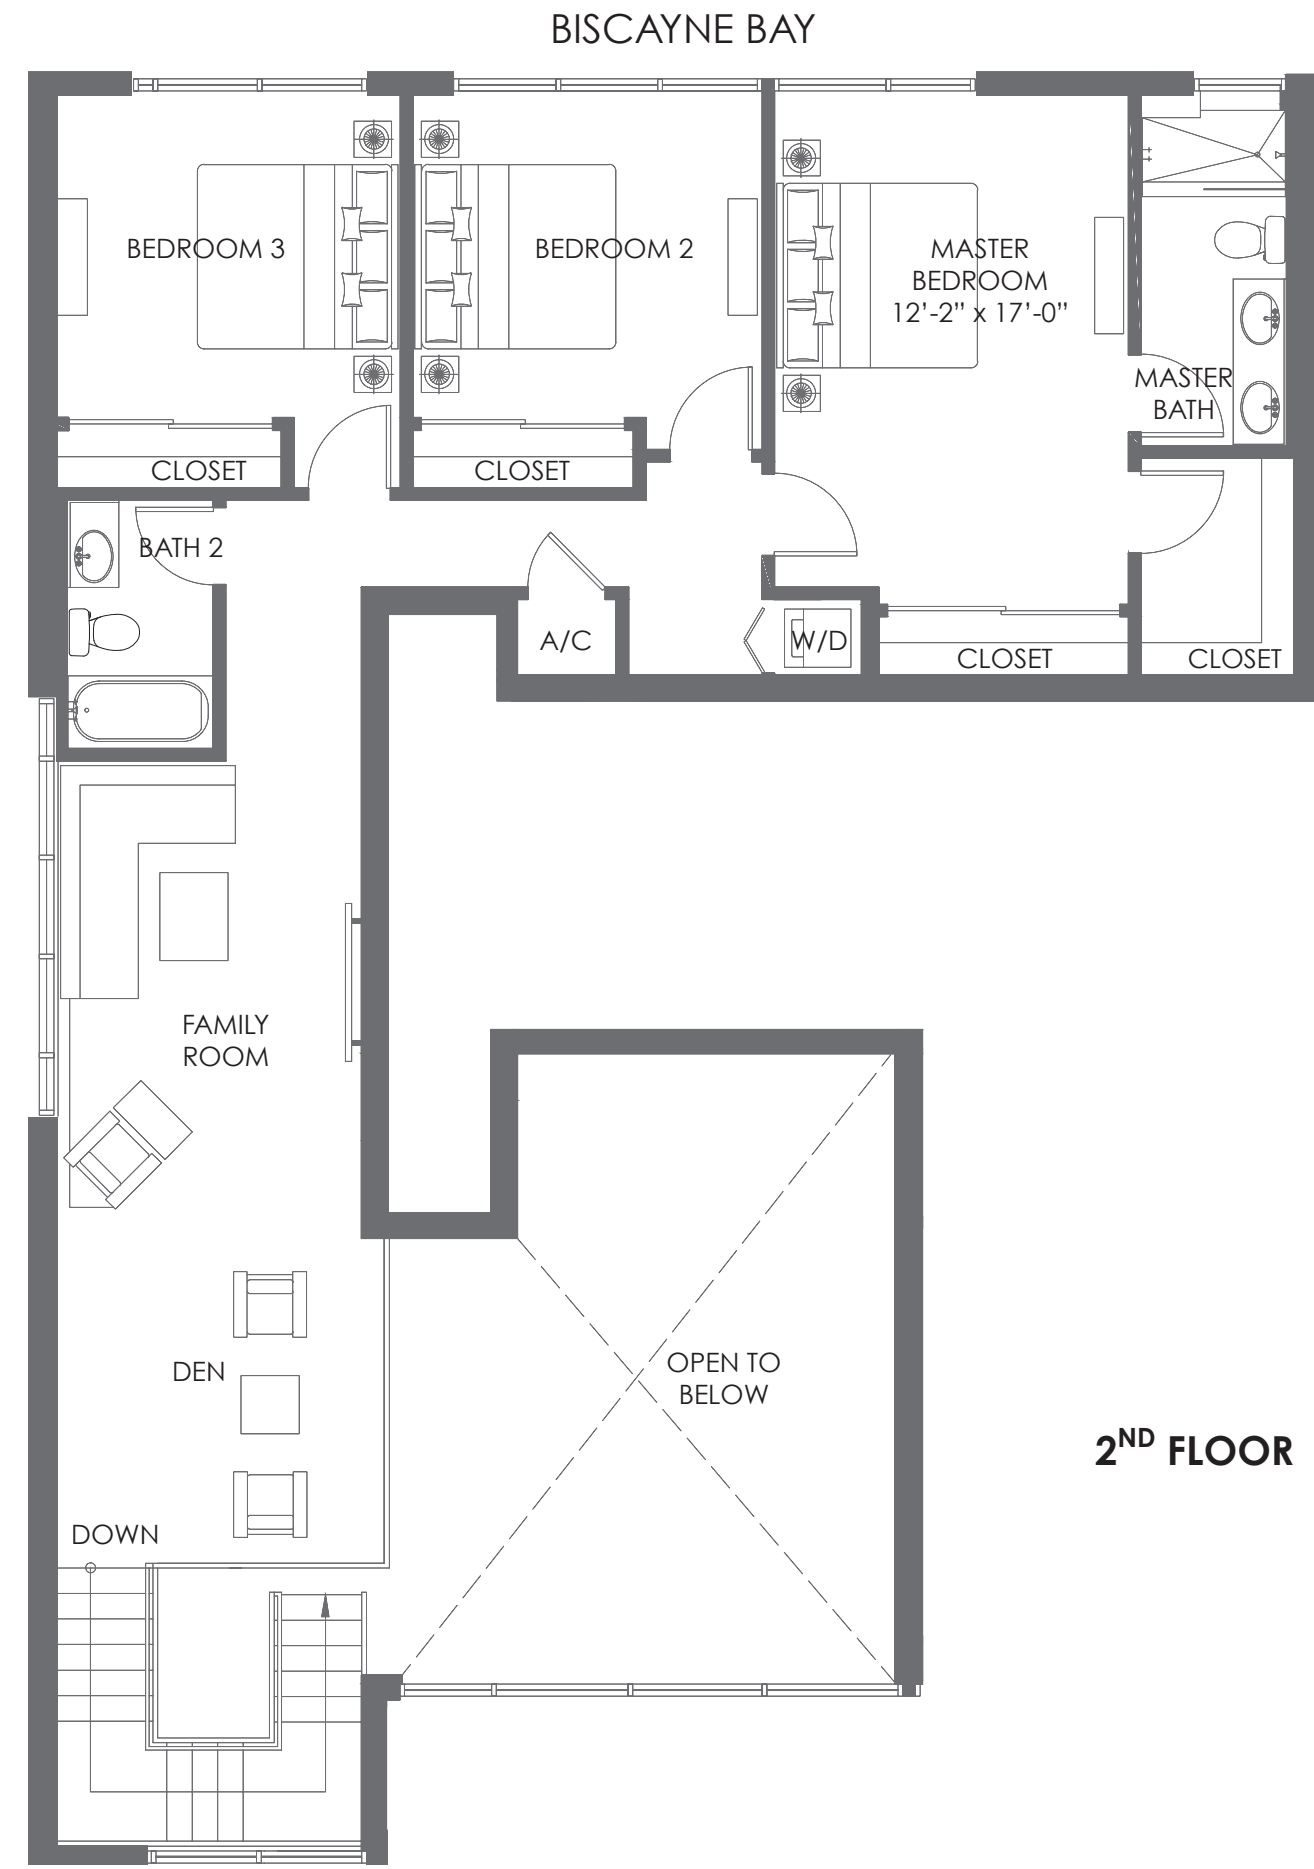 BISCAYNE BAY
BEDROOM 3
BEDROOM 2
MASTER
BEDROOM
12’-2” x 17’-0”
MASTER
BATH
CLOSET
CLOSET
BATH 2
A/C
W/D
CLOSET
CLOSET
FAMILY
ROOM
DEN
OPEN TO
BELOW
2ND FLOOR
DOWN